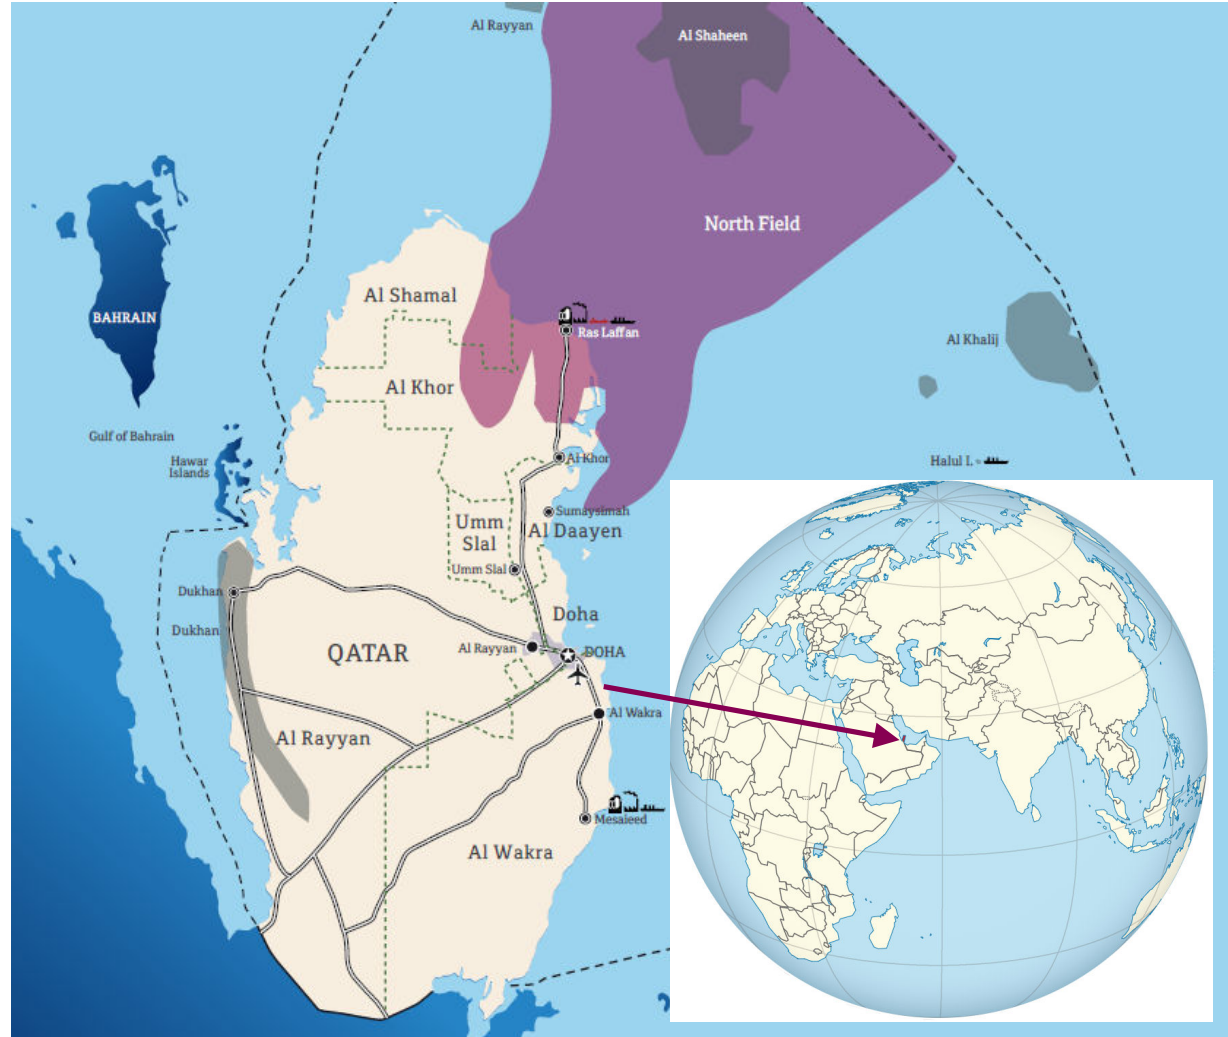 Al Rayyan
Al Shaheen
North Field
Al Shamal
BAHRAIN
Ras Laffan
Al Khalij
Al Khor
Gulf of Bahrain
Hawar
Islands
Al Khor
Halul I.
Sumaysimah
Umm
Slal
Al Daayen
Umm Slal
Dukhan
Doha
Dukhan
QATAR
Al Rayyan
DOHA
Al Wakra
Al Rayyan
Mesaieed
Al Wakra